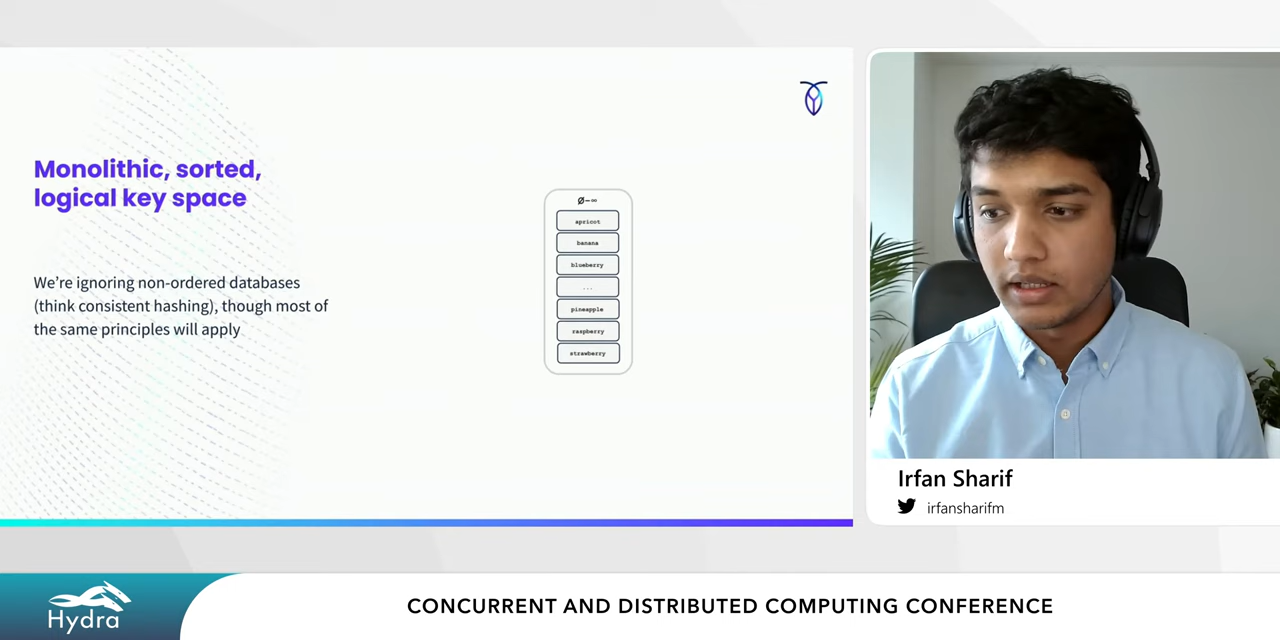 Monolithic, sorted,
logical key space
We're ignoring non-ordered databases
(think consistent hashing), though most of
the same principles will apply
Ø-∞
apricot
banana
blueberry
...
pineapple
raspberry
strawberry
Irfan Sharif
irfansharifm
Hydra
CONCURRENT AND DISTRIBUTED COMPUTING CONFERENCE